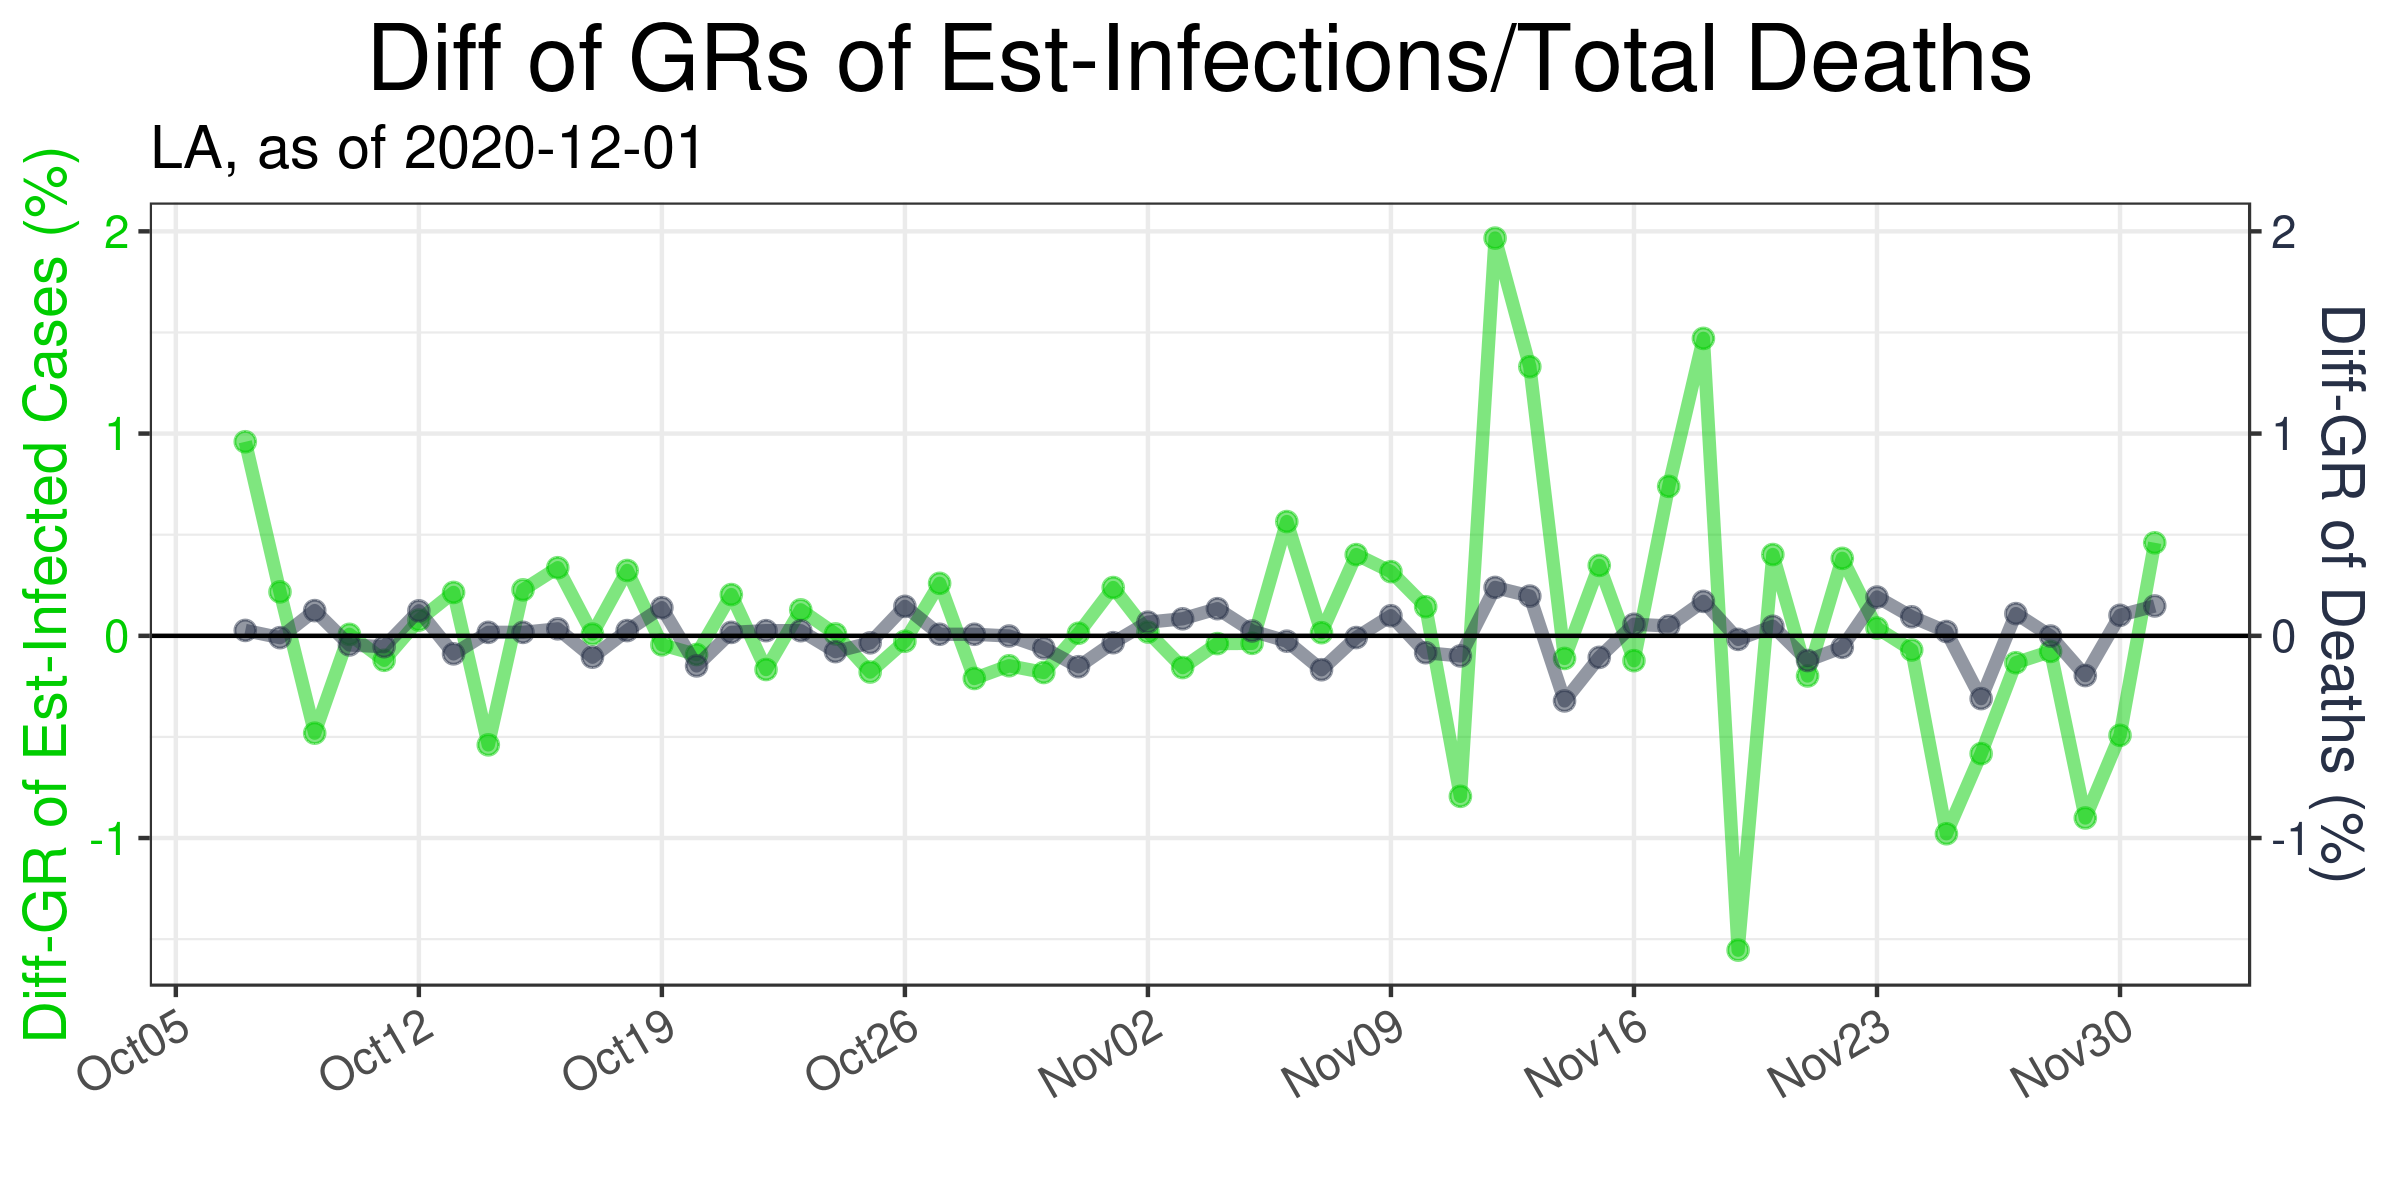 Diff of GRs of Est-Infections/Total Deaths
LA, as of 2020-12-01
Diff-GR of Est-Infected Cases (%)
2
1
0
-1
2
1
0
-1
Diff-GR of Deaths (%)
Oct05
Oct12
Oct19
Oct26
Nov02
Nov09
Nov16
Nov23
Nov30